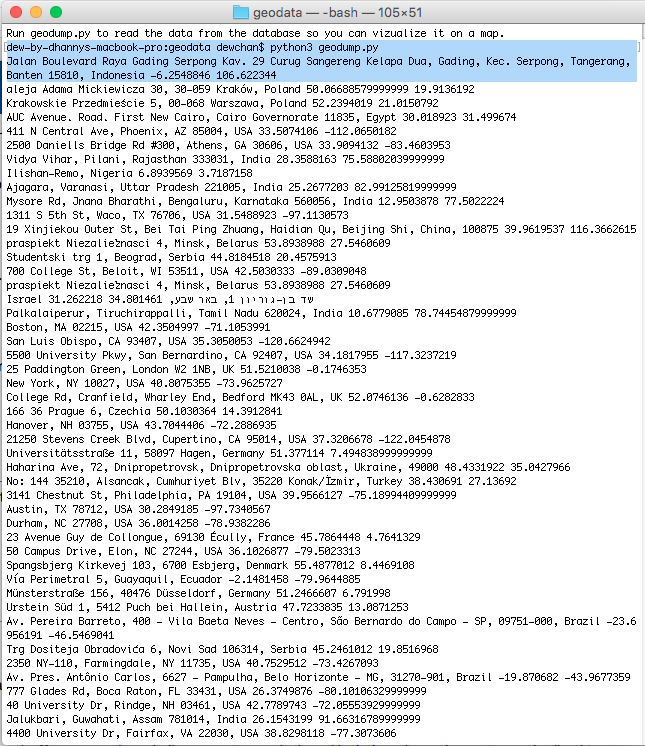 geodata — -bash — 105×51
Run geodump.py to read the data from the database so you can vizualize it on a map.
[dew-by-dhannys-macbook-pro:geodata dewchan$ python3 geodump.py
Jalan Boulevard Raya Gading Serpong Kav. 29 Curug Sangereng Kelapa Dua, Gading, Kec. Serpong, Tangerang,
Banten 15810, Indonesia -6.2548846 106.622344
aleja Adama Mickiewicza 30, 30-059 Kraków, Poland 50.06688579999999 19.9136192
Krakowskie Przedmieście 5, 00-068 Warszawa, Poland 52.2394019 21.0150792
AUC Avenue. Road. First New Cairo, Cairo Governorate 11835, Egypt 30.018923 31.499674
411 N Central Ave, Phoenix, AZ 85004, USA 33.5074106 -112.0650182
2500 Daniells Bridge Rd #300, Athens, GA 30606, USA 33.9094132 -83.4603953
Vidya Vihar, Pilani, Rajasthan 333031, India 28.3588163 75.58802039999999
Ilishan-Remo, Nigeria 6.8939569 3.7187158
Ajagara, Varanasi, Uttar Pradesh 221005, India 25.2677203 82.99125819999999
Mysore Rd, Jnana Bharathi, Bengaluru, Karnataka 560056, India 12.9503878 77.5022224
1311 S 5th St, Waco, TX 76706, USA 31.5488923 -97.1130573
19 Xinjiekou Outer St, Bei Tai Ping Zhuang, Haidian Qu, Beijing Shi, China, 100875 39.9619537 116.3662615
praspiekt Niezaliežnasci 4, Minsk, Belarus 53.8938988 27.5460609
Studentski trg 1, Beograd, Serbia 44.8184518 20.4575913
700 College St, Beloit, WI 53511, USA 42.5030333 -89.0309048
praspiekt Niezaliežnasci 4, Minsk, Belarus 53.8938988 27.5460609
Israel 31.262218 34.801461 ,שד בן-גוריון 1, באר שבע
Palkalaiperur, Tiruchirappalli, Tamil Nadu 620024, India 10.6779085 78.74454879999999
Boston, MA 02215, USA 42.3504997 -71.1053991
San Luis Obispo, CA 93407, USA 35.3050053 -120.6624942
5500 University Pkwy, San Bernardino, CA 92407, USA 34.1817955 -117.3237219
25 Paddington Green, London W2 1NB, UK 51.5210038 -0.1746353
New York, NY 10027, USA 40.8075355 -73.9625727
College Rd, Cranfield, Wharley End, Bedford MK43 0AL, UK 52.0746136 -0.6282833
166 36 Prague 6, Czechia 50.1030364 14.3912841
Hanover, NH 03755, USA 43.7044406 -72.2886935
21250 Stevens Creek Blvd, Cupertino, CA 95014, USA 37.3206678 -122.0454878
Universitätsstraße 11, 58097 Hagen, Germany 51.377114 7.494838999999999
Haharina Ave, 72, Dnipropetrovsk, Dnipropetrovska oblast, Ukraine, 49000 48.4331922 35.0427966
No: 144 35210, Alsancak, Cumhuriyet Blv, 35220 Konak/İzmir, Turkey 38.430691 27.13692
3141 Chestnut St, Philadelphia, PA 19104, USA 39.9566127 -75.18994409999999
Austin, TX 78712, USA 30.2849185 -97.7340567
Durham, NC 27708, USA 36.0014258 -78.9382286
23 Avenue Guy de Collongue, 69130 Écully, France 45.7864448 4.7641329
50 Campus Drive, Elon, NC 27244, USA 36.1026877 -79.5023313
Spangsbjerg Kirkevej 103, 6700 Esbjerg, Denmark 55.4877012 8.4469108
Vía Perimetral 5, Guayaquil, Ecuador -2.1481458 -79.9644885
Münsterstraße 156, 40476 Düsseldorf, Germany 51.2466607 6.791998
Urstein Süd 1, 5412 Puch bei Hallein, Austria 47.7233835 13.0871253
Av. Pereira Barreto, 400 - Vila Baeta Neves - Centro, São Bernardo do Campo - SP, 09751-000, Brazil -23.6
956191 -46.5469041
Trg Dositeja Obradovića 6, Novi Sad 106314, Serbia 45.2461012 19.8516968
2350 NY-110, Farmingdale, NY 11735, USA 40.7529512 -73.4267093
Av. Pres. Antônio Carlos, 6627 - Pampulha, Belo Horizonte - MG, 31270-901, Brazil -19.870682 -43.9677359
777 Glades Rd, Boca Raton, FL 33431, USA 26.3749876 -80.10106329999999
40 University Dr, Rindge, NH 03461, USA 42.7789743 -72.05553929999999
Jalukbari, Guwahati, Assam 781014, India 26.1543199 91.66316789999999
4400 University Dr, Fairfax, VA 22030, USA 38.8298118 -77.3073606